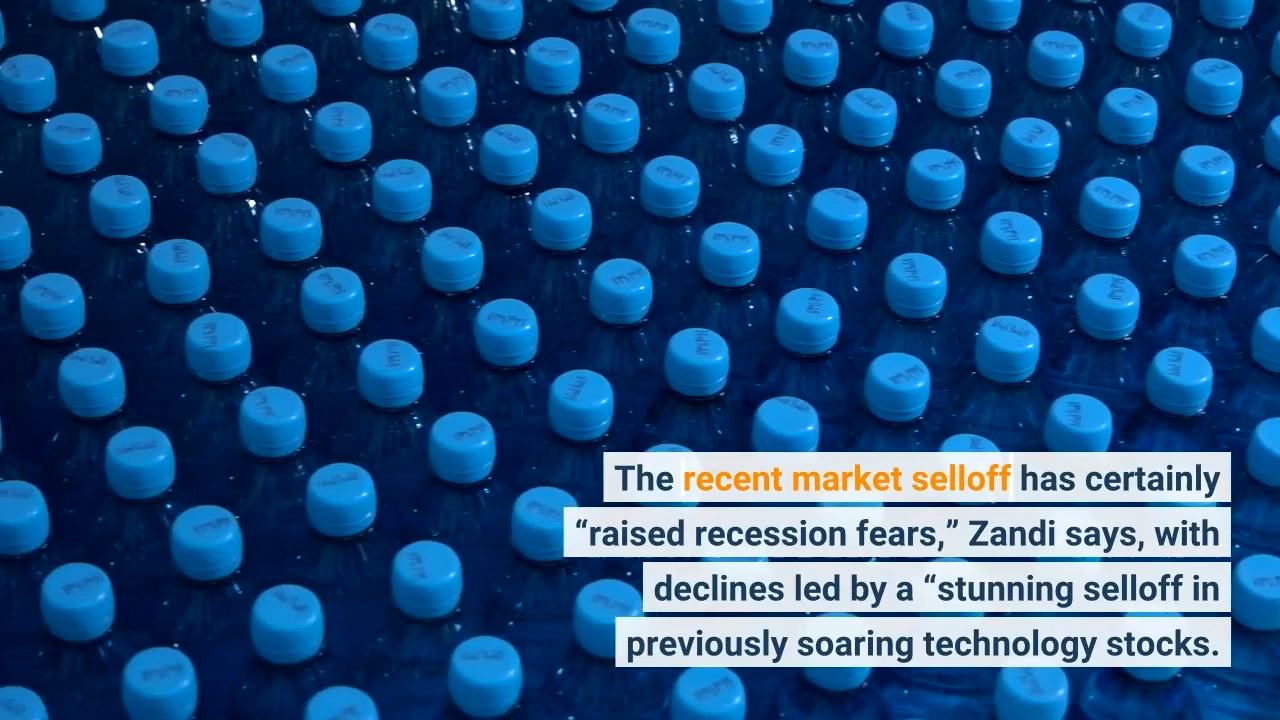 The recent market selloff has certainly
“raised recession fears,” Zandi says, with
declines led by a “stunning selloff in
previously soaring technology stocks.